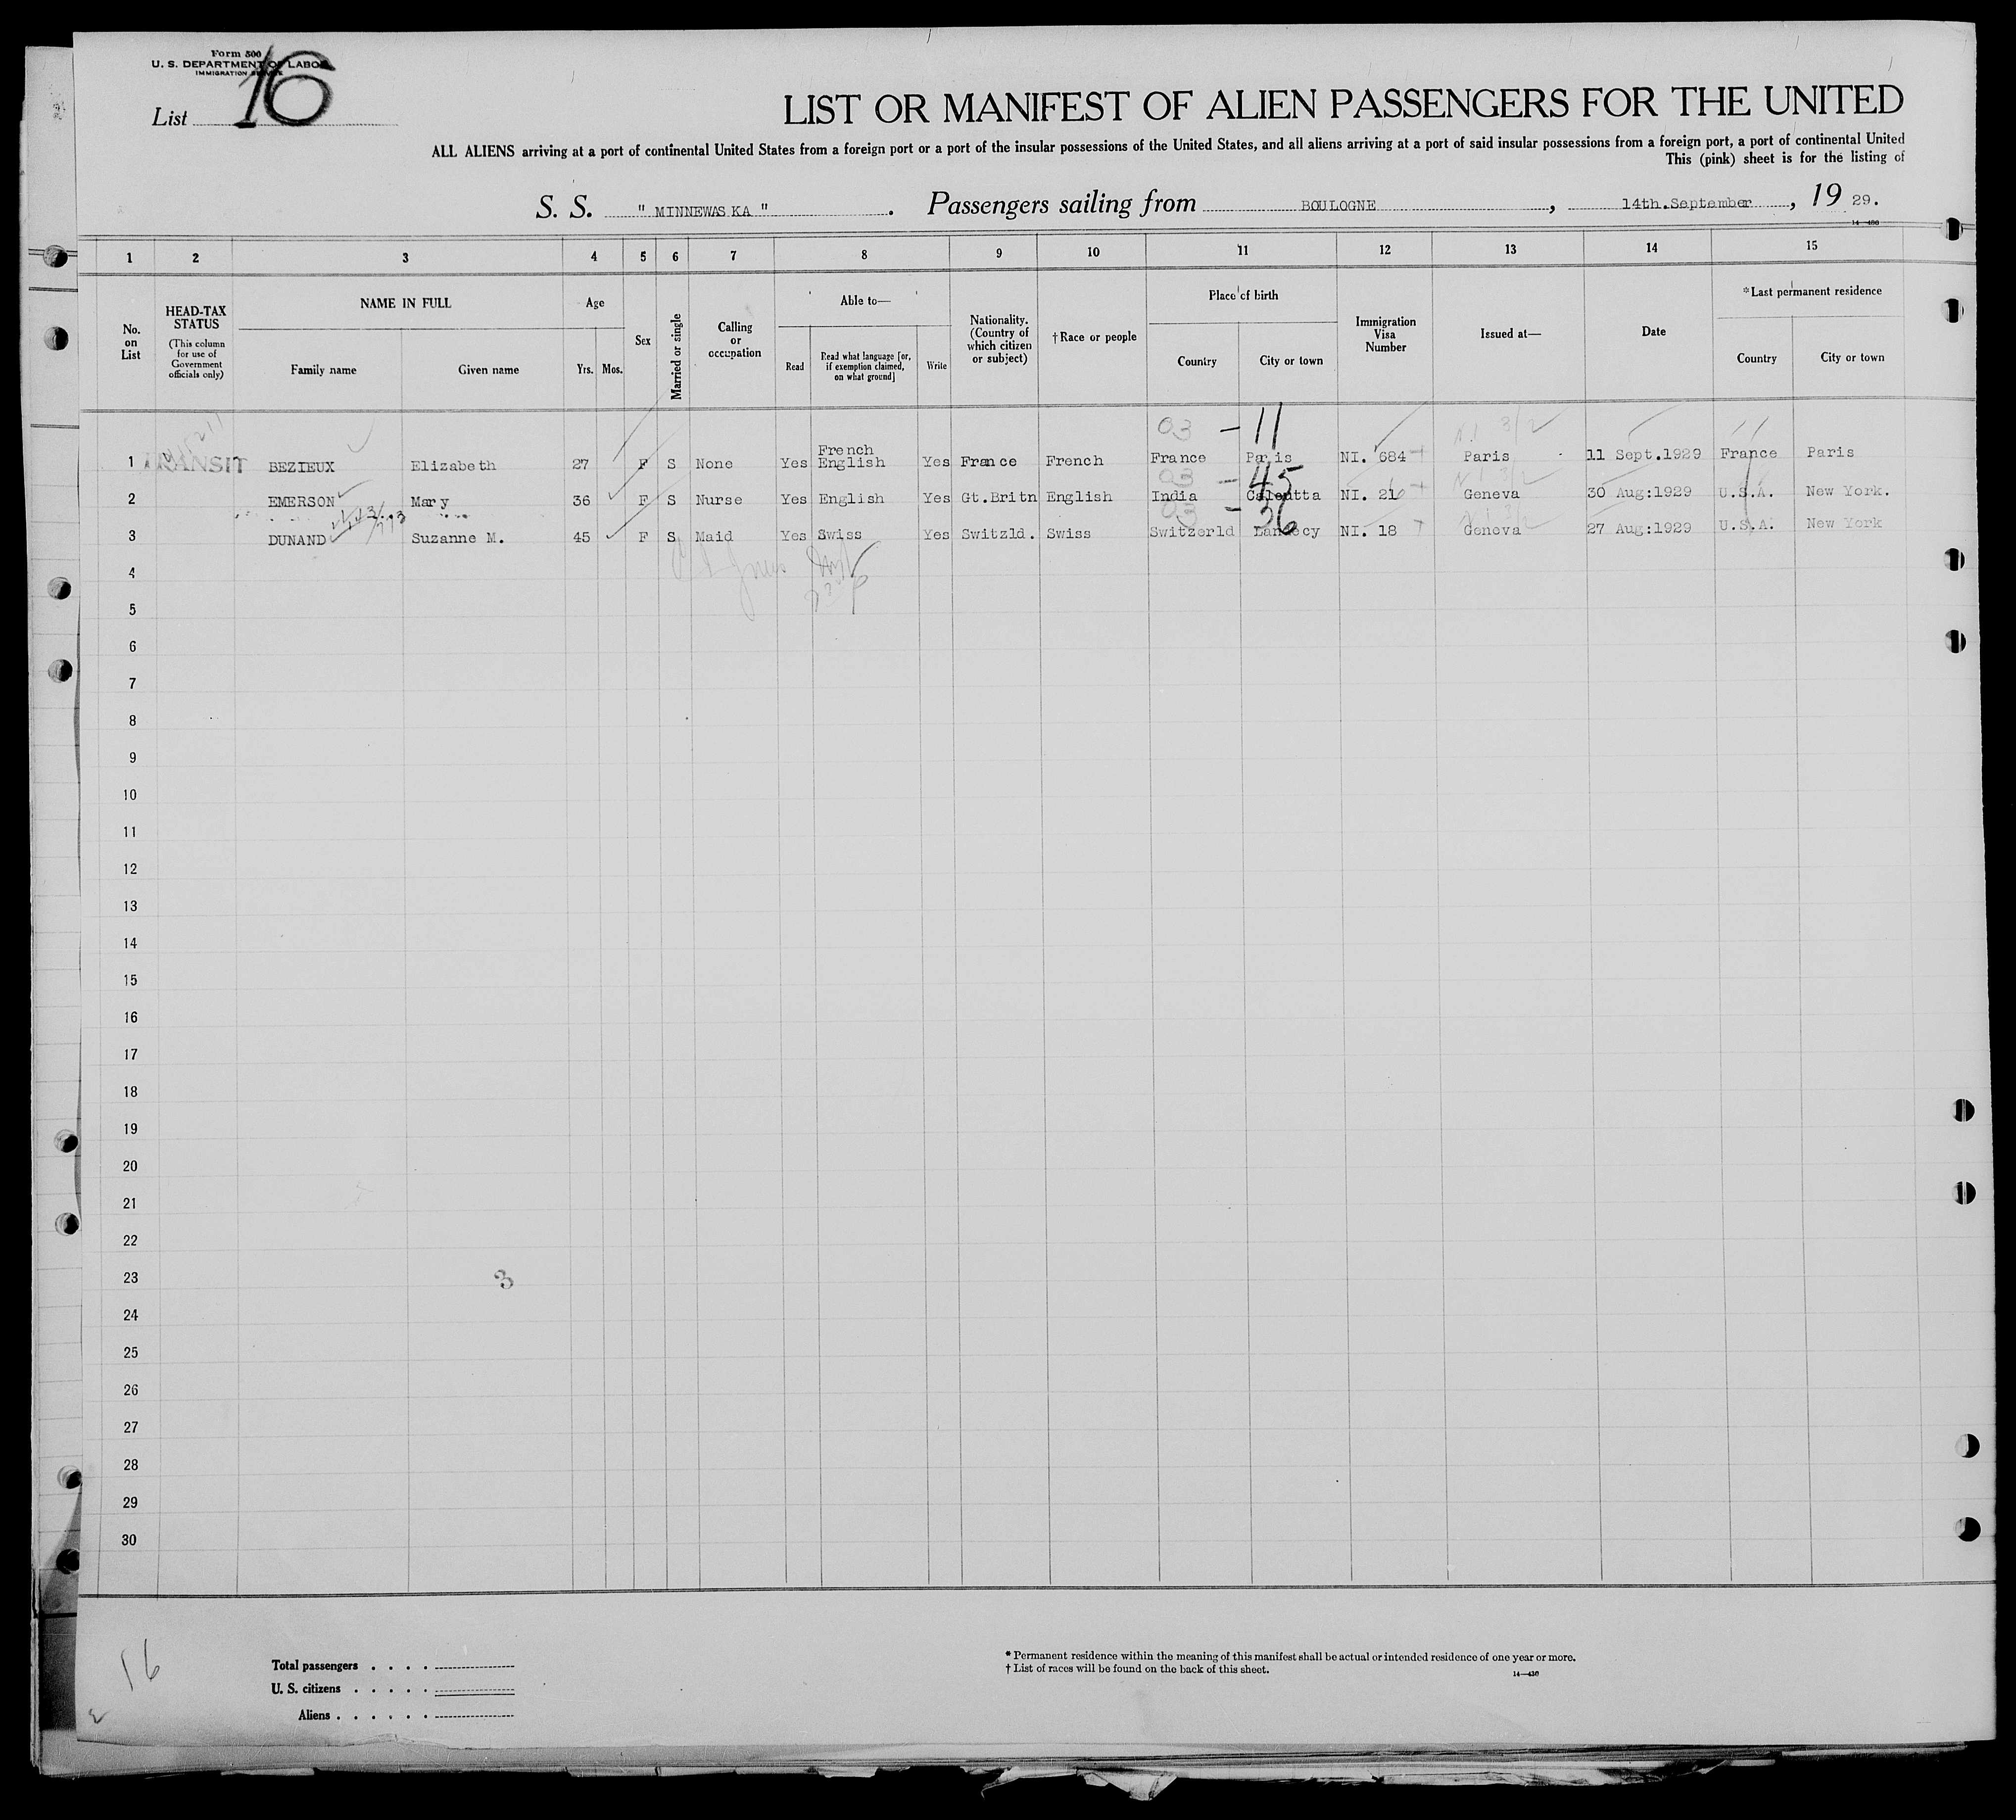 Form 500
U. S. DEPARTMENT OF LABOR
IMMIGRATION SERVICE
List 16
LIST OR MANIFEST OF ALIEN PASSENGERS FOR THE UNITED
ALL ALIENS arriving at a port of continental United States from a foreign port or a port of the insular possessions of the United States, and all aliens arriving at a port of said insular possessions from a foreign port, a port of continental United
This (pink) sheet is for the listing of
S. S. " MINNEWASKA ". Passengers sailing from BOULOGNE, 14th.September, 19 29.
14-430
1 2 3 4 5 6 7 8 9 10 11 12 13 14 15
No. on List
HEAD-TAX STATUS
(This column for use of Government officials only)
NAME IN FULL
Family name Given name
Age
Yrs. Mos.
Sex
Married or single
Calling or occupation
Able to—
Read
Read what language [or, if exemption claimed, on what ground]
Write
Nationality. (Country of which citizen or subject)
†Race or people
Place of birth
Country City or town
Immigration Visa Number
Issued at—
Date
*Last permanent residence
Country City or town
03 - 11
1 TRANSIT BEZIEUX Elizabeth 27 F S None Yes French English Yes France French France Paris NI. 684 Paris 11 Sept.1929 France Paris
03 - 45
2 EMERSON Mary 36 F S Nurse Yes English Yes Gt.Britn English India Calcutta NI. 216 Geneva 30 Aug:1929 U.S.A. New York.
03 - 36
3 DUNAND Suzanne M. 45 F S Maid Yes Swiss Yes Switzld. Swiss Switzerld Lancecy NI. 18 Geneva 27 Aug:1929 U.S.A. New York
4
5
6
7
8
9
10
11
12
13
14
15
16
17
18
19
20
21
22
23 3
24
25
26
27
28
29
30
16
Total passengers . . . .
U. S. citizens . . . . .
Aliens . . . . . .
* Permanent residence within the meaning of this manifest shall be actual or intended residence of one year or more.
† List of races will be found on the back of this sheet.
14-430